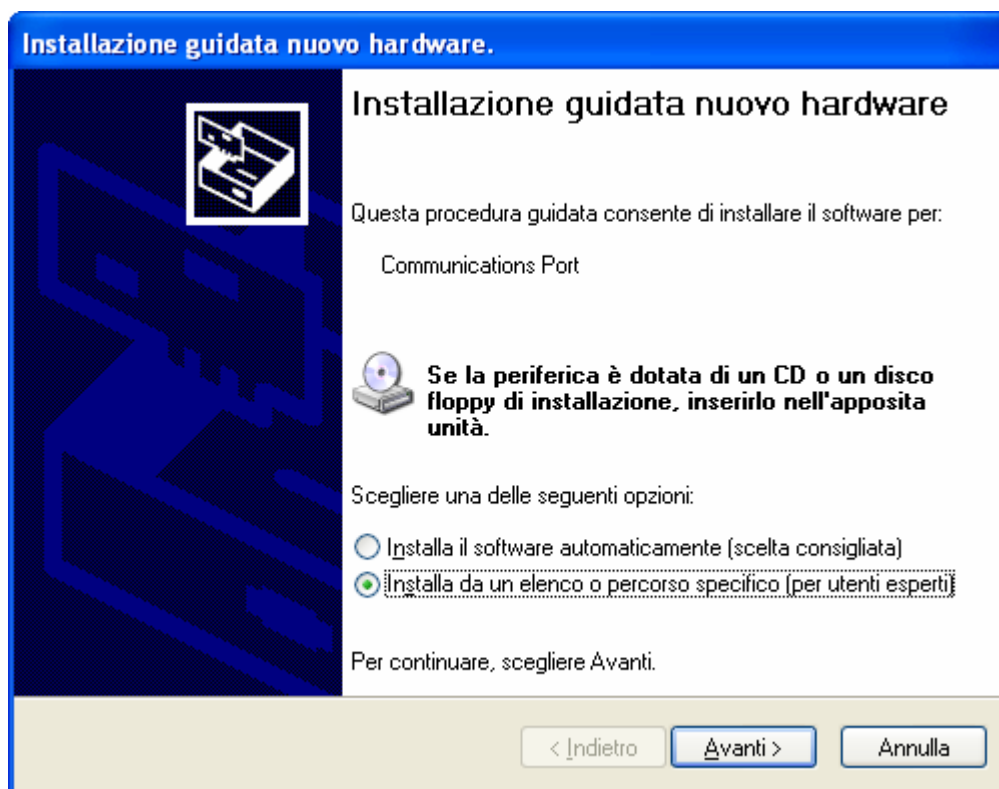 Installazione guidata nuovo hardware.
Installazione guidata nuovo hardware
Questa procedura guidata consente di installare il software per:
Communications Port
Se la periferica è dotata di un CD o un disco
floppy di installazione, inserirlo nell'apposita
unità.
Scegliere una delle seguenti opzioni:
Installa il software automaticamente (scelta consigliata)
Installa da un elenco o percorso specifico (per utenti esperti)
Per continuare, scegliere Avanti.
< Indietro Avanti > Annulla